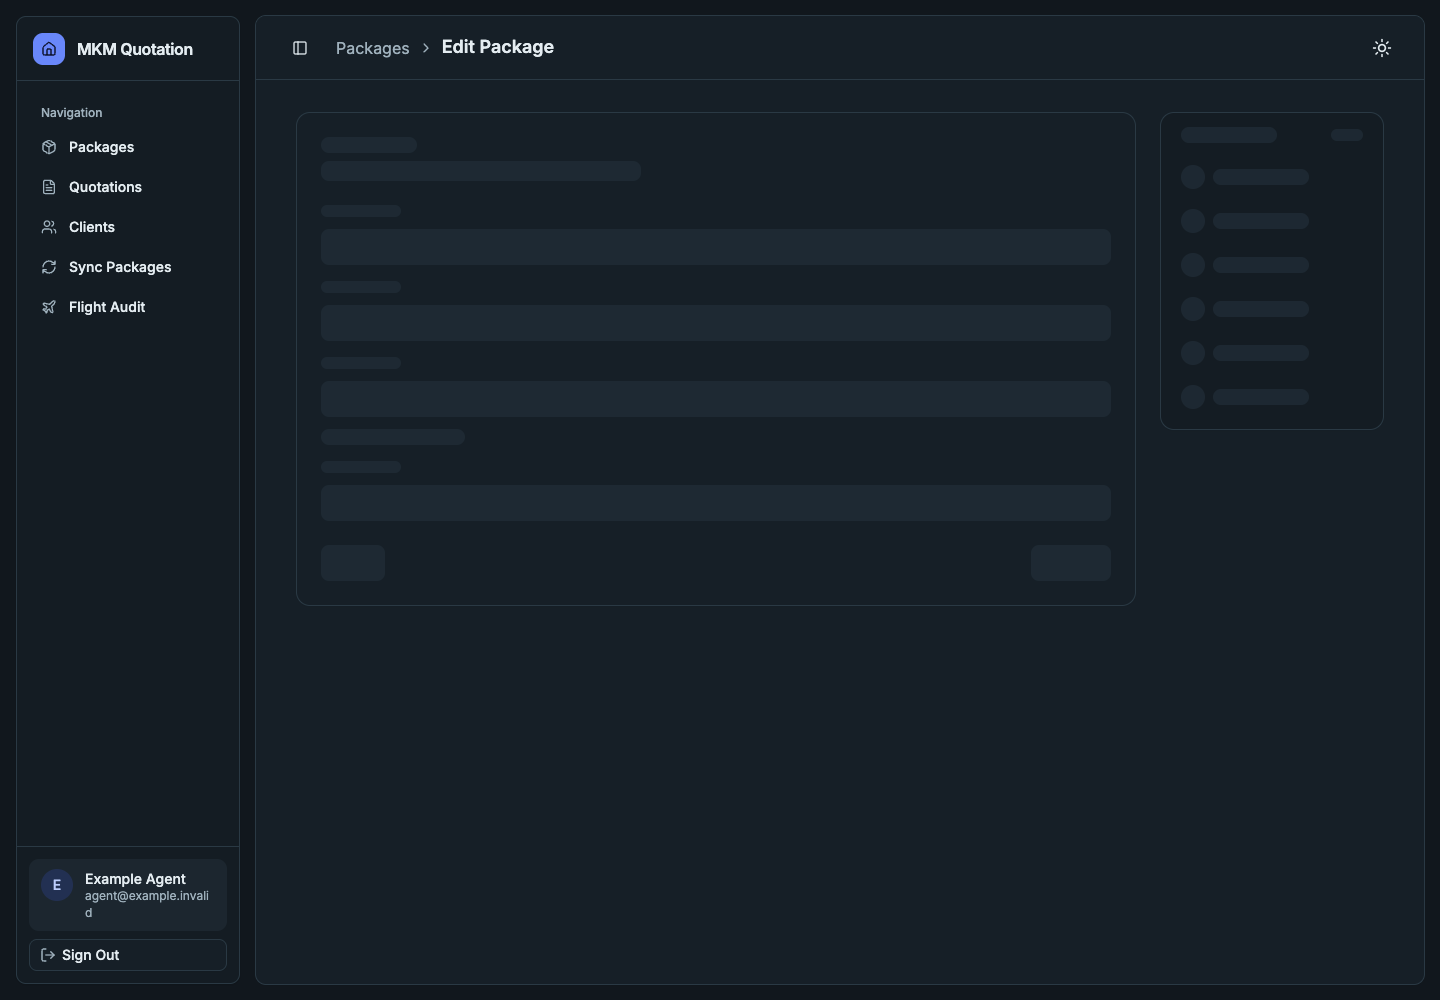 MKM Quotation
Packages
Edit Package
Navigation
Packages
Quotations
Clients
Sync Packages
Flight Audit
E
Example Agent
agent@example.invali
d
Sign Out